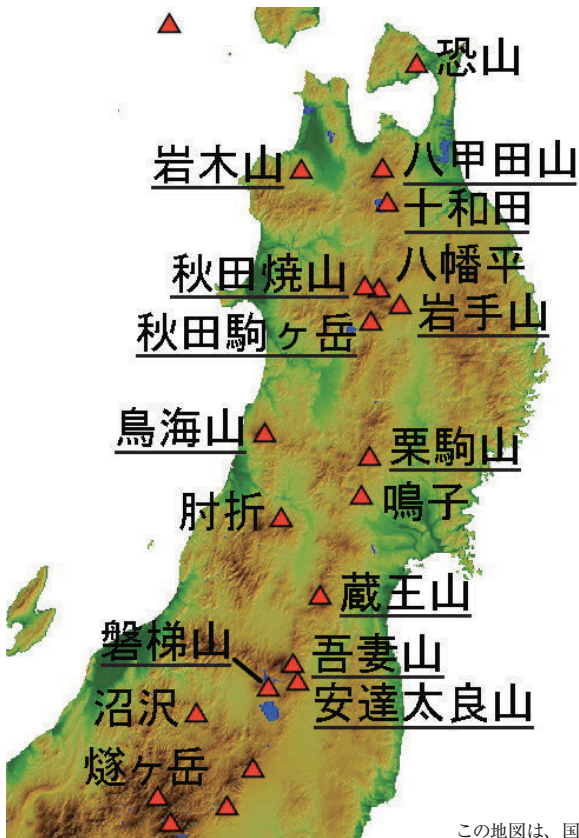 恐山
岩木山
八甲田山
十和田
秋田焼山
八幡平
岩手山
秋田駒ヶ岳
鳥海山
栗駒山
鳴子
肘折
蔵王山
磐梯山
吾妻山
安達太良山
沼沢
燧ヶ岳
この地図は、国